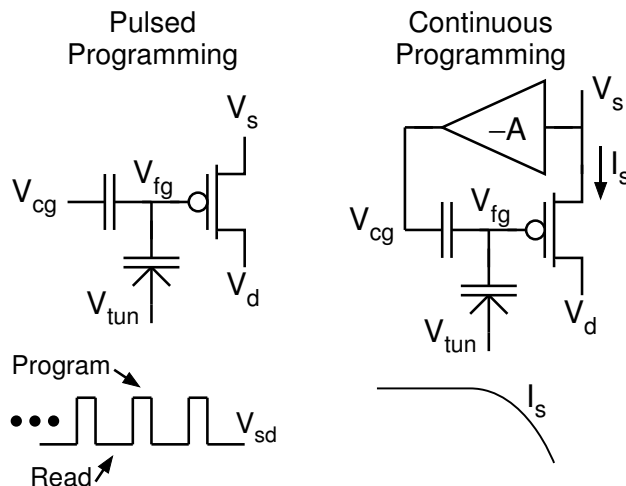 Pulsed
Programming
V_s
V_cg
V_fg
V_tun
V_d
Program
V_sd
Read
Continuous
Programming
–A
V_s
I_s
V_cg
V_fg
V_tun
V_d
I_s